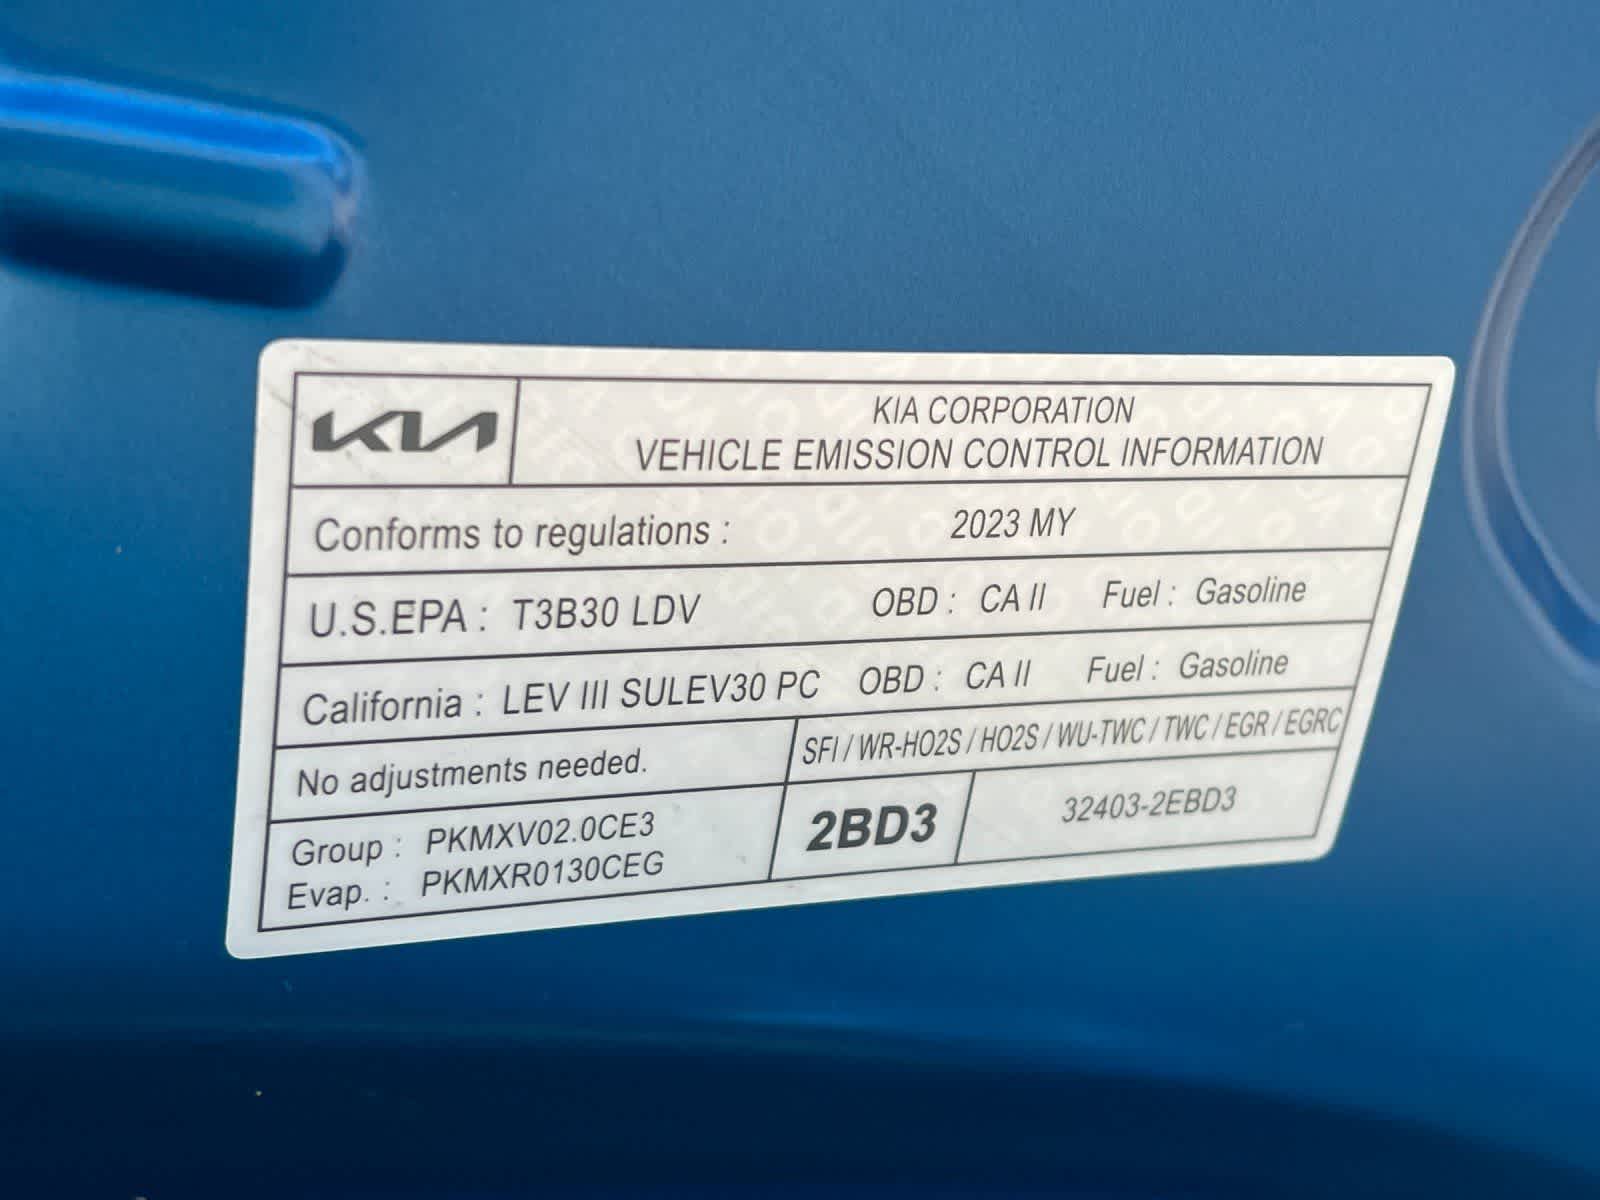 KIA
KIA CORPORATION
VEHICLE EMISSION CONTROL INFORMATION
Conforms to regulations : 2023 MY
U.S.EPA : T3B30 LDV OBD : CA II Fuel : Gasoline
California : LEV III SULEV30 PC OBD : CA II Fuel : Gasoline
No adjustments needed. SFI / WR-HO2S / HO2S / WU-TWC / TWC / EGR / EGRC
Group : PKMXV02.0CE3
Evap. : PKMXR0130CEG
2BD3 32403-2EBD3